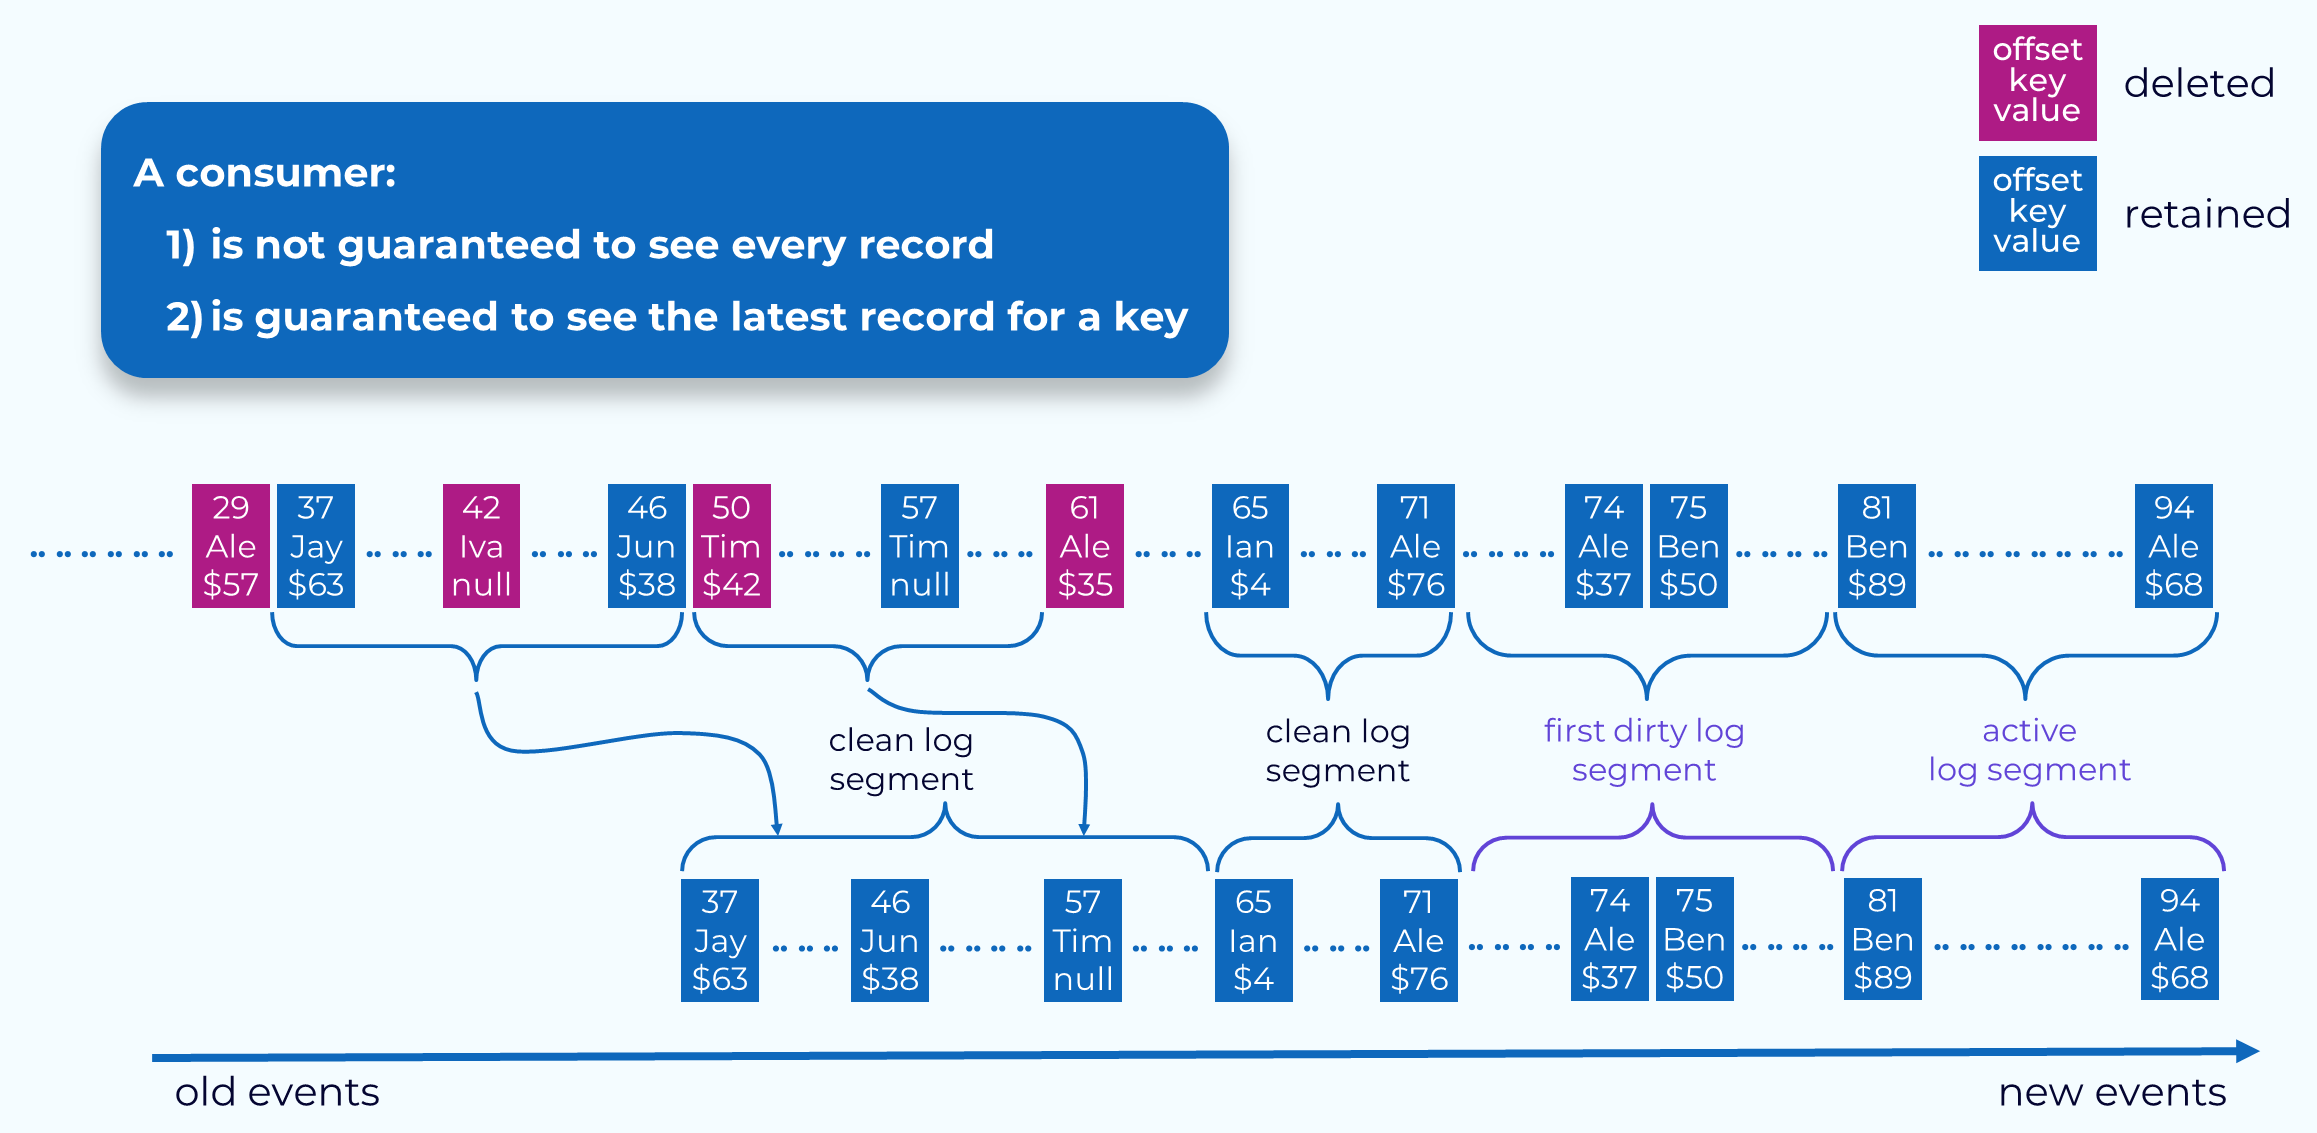 offset
key
value
deleted
offset
key
value
retained
A consumer:
1) is not guaranteed to see every record
2) is guaranteed to see the latest record for a key
29
Ale
$57
37
Jay
$63
42
Iva
null
46
Jun
$38
50
Tim
$42
57
Tim
null
61
Ale
$35
65
Ian
$4
71
Ale
$76
74
Ale
$37
75
Ben
$50
81
Ben
$89
94
Ale
$68
clean log
segment
clean log
segment
first dirty log
segment
active
log segment
37
Jay
$63
46
Jun
$38
57
Tim
null
65
Ian
$4
71
Ale
$76
74
Ale
$37
75
Ben
$50
81
Ben
$89
94
Ale
$68
old events
new events